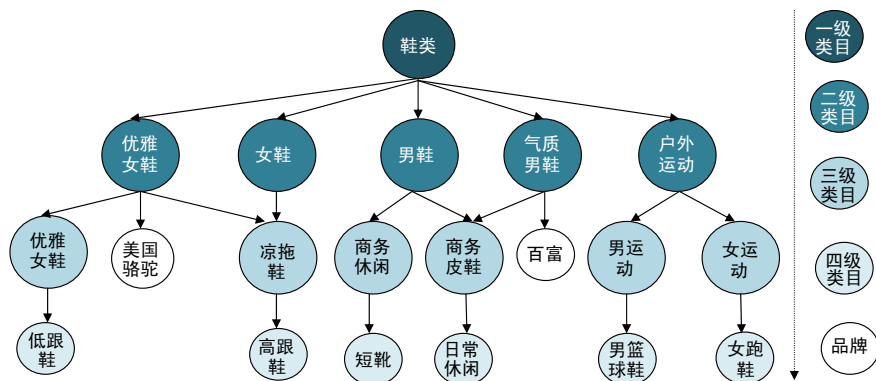 鞋类
一级
类目
二级
类目
优雅
女鞋
女鞋
男鞋
气质
男鞋
户外
运动
三级
类目
优雅
女鞋
美国
骆驼
凉拖
鞋
商务
休闲
商务
皮鞋
百富
男运
动
女运
动
四级
类目
低跟
鞋
高跟
鞋
短靴
日常
休闲
男篮
球鞋
女跑
鞋
品牌